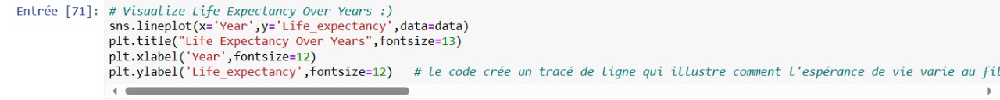 Entrée [71]: # Visualize Life Expectancy Over Years :)
sns.lineplot(x='Year',y='Life_expectancy',data=data)
plt.title("Life Expectancy Over Years",fontsize=13)
plt.xlabel('Year',fontsize=12)
plt.ylabel('Life_expectancy',fontsize=12)   # le code crée un tracé de ligne qui illustre comment l'espérance de vie varie au